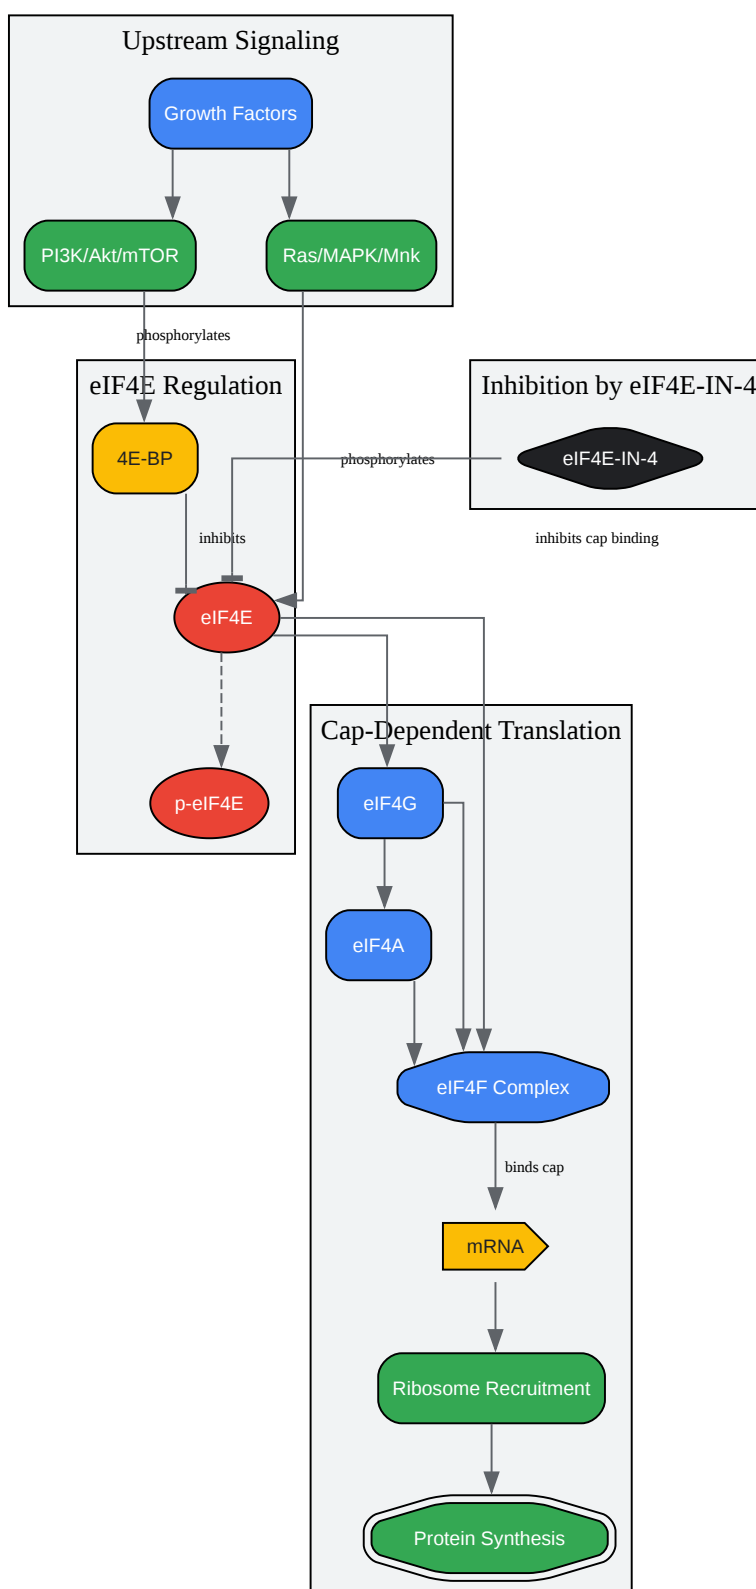 Upstream Signaling
Growth Factors
PI3K/Akt/mTOR
Ras/MAPK/Mnk
phosphorylates
eIF4E Regulation
Inhibition by eIF4E-IN-4
4E-BP
phosphorylates
eIF4E-IN-4
inhibits
inhibits cap binding
eIF4E
Cap-Dependent Translation
p-eIF4E
eIF4G
eIF4A
eIF4F Complex
binds cap
mRNA
Ribosome Recruitment
Protein Synthesis